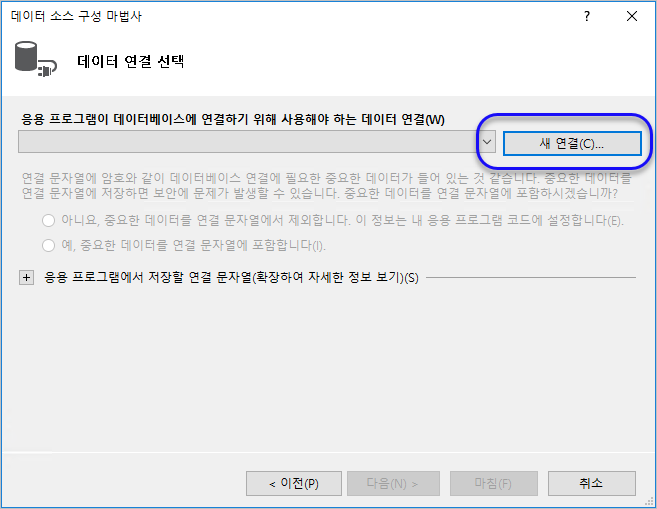 데이터 소스 구성 마법사
?
데이터 연결 선택
응용 프로그램이 데이터베이스에 연결하기 위해 사용해야 하는 데이터 연결(W)
새 연결(C)...
연결 문자열에 암호와 같이 데이터베이스 연결에 필요한 중요한 데이터가 들어 있는 것 같습니다. 중요한 데이터를
연결 문자열에 저장하면 보안에 문제가 발생할 수 있습니다. 중요한 데이터를 연결 문자열에 포함하시겠습니까?
아니요, 중요한 데이터를 연결 문자열에서 제외합니다. 이 정보는 내 응용 프로그램 코드에 설정합니다(E).
예, 중요한 데이터를 연결 문자열에 포함합니다(I).
응용 프로그램에서 저장할 연결 문자열(확장하여 자세한 정보 보기)(S)
< 이전(P)
다음(N) >
마침(F)
취소